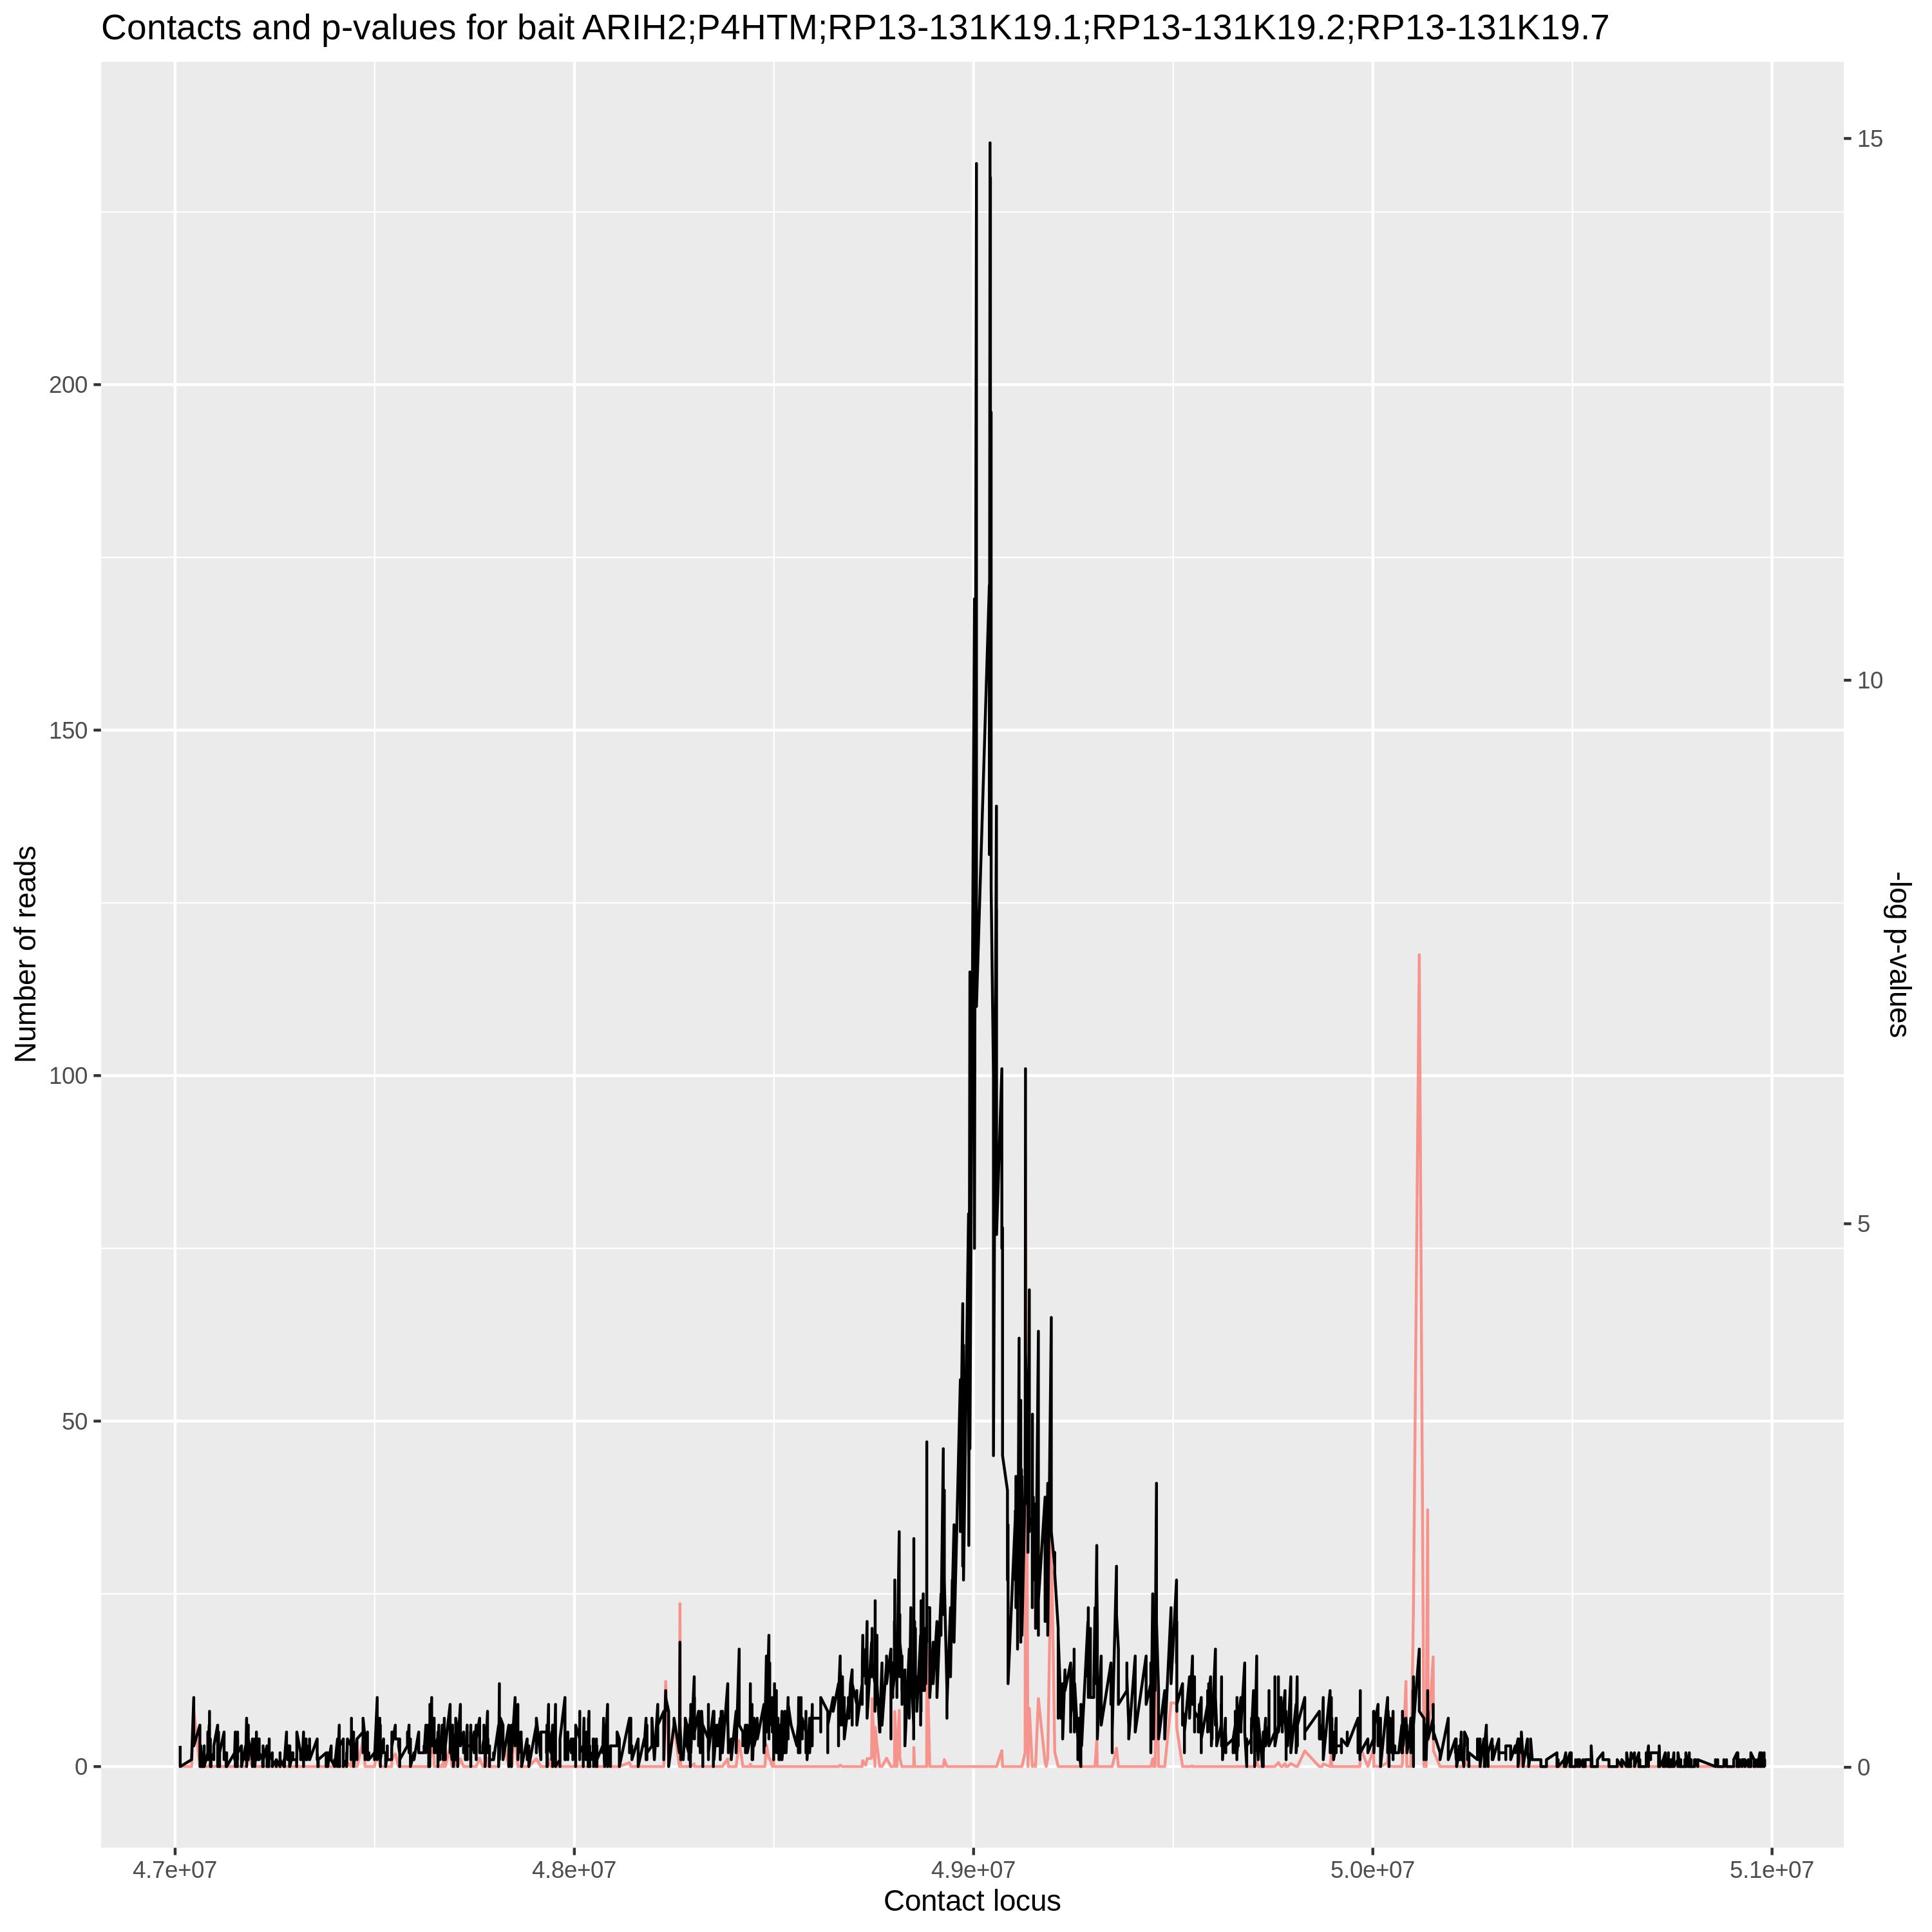 Contacts and p-values for bait ARIH2;P4HTM;RP13-131K19.1;RP13-131K19.2;RP13-131K19.7
15
200
10
150
Number of reads
-log p-values
100
5
50
0
0
4.7e+07
4.8e+07
4.9e+07
5.0e+07
5.1e+07
Contact locus